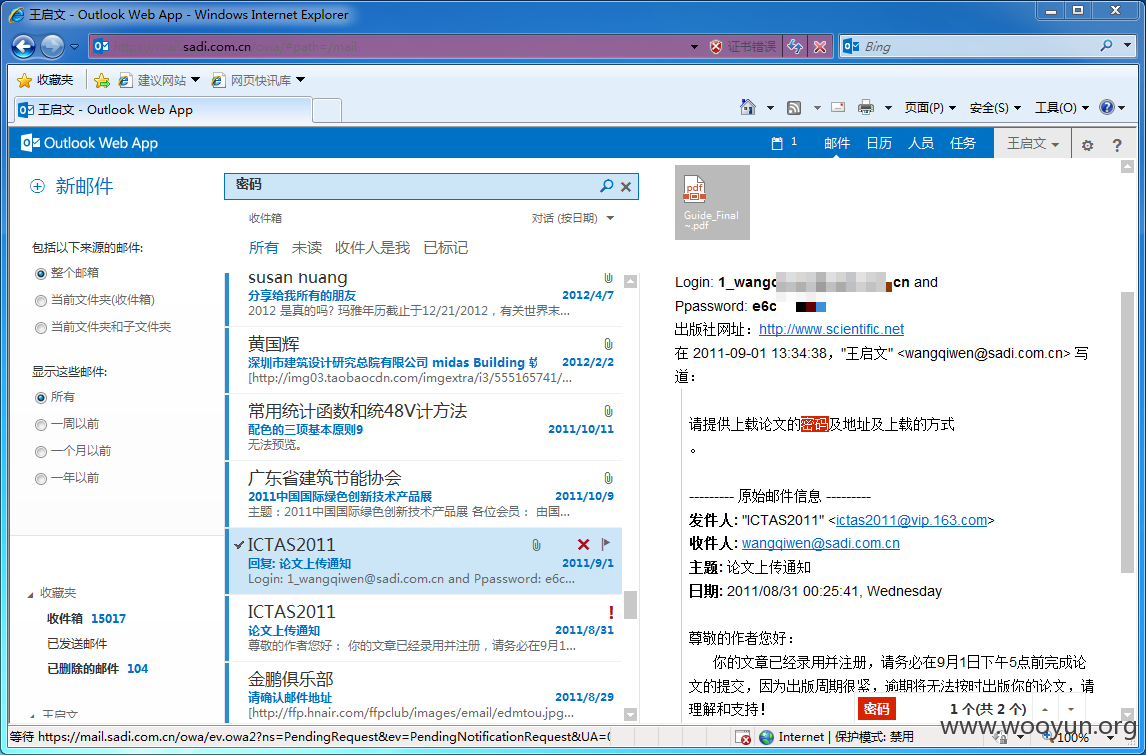 王启文 - Outlook Web App - Windows Internet Explorer
https://mail.sadi.com.cn/owa/#path=/mail
证书错误
Bing
收藏夹
建议网站
网页快讯库
王启文 - Outlook Web App
页面(P)
安全(S)
工具(O)
Outlook Web App
1
邮件
日历
人员
任务
王启文
?
新邮件
密码
收件箱
对话 (按日期)
所有 未读 收件人是我 已标记
包括以下来源的邮件:
整个邮箱
当前文件夹(收件箱)
当前文件夹和子文件夹
显示这些邮件:
所有
一周以前
一个月以前
一年以前
收藏夹
收件箱 15017
已发送邮件
已删除的邮件 104
王启文
susan huang
分享给我所有的朋友 2012/4/7
2012 是真的吗? 玛雅年历截止于12/21/2012，有关世界末...
黄国辉
深圳市建筑设计研究总院有限公司 midas Building 软 2012/2/2
[http://img03.taobaocdn.com/imgextra/i3/555165741/...
常用统计函数和统48V计方法
配色的三项基本原则9 2011/10/11
无法预览。
广东省建筑节能协会
2011中国国际绿色创新技术产品展 2011/10/9
主题：2011中国国际绿色创新技术产品展 各位会员： 由国...
ICTAS2011
回复: 论文上传通知 2011/9/1
Login: 1_wangqiwen@sadi.com.cn and Ppassword: e6c...
ICTAS2011
论文上传通知 2011/8/31
尊敬的作者您好： 你的文章已经录用并注册，请务必在9月1...
金鹏俱乐部
请确认邮件地址 2011/8/29
[http://ffp.hnair.com/ffpclub/images/email/edmtou.jpg...
pdf
Guide_Final
~.pdf
Login: 1_wangc
cn and
Ppassword: e6c
出版社网址：http://www.scientific.net
在 2011-09-01 13:34:38，"王启文" <wangqiwen@sadi.com.cn> 写
道：
请提供上载论文的密码及地址及上载的方式
。
--------- 原始邮件信息 ---------
发件人: "ICTAS2011" <ictas2011@vip.163.com>
收件人: wangqiwen@sadi.com.cn
主题: 论文上传通知
日期: 2011/08/31 00:25:41, Wednesday
尊敬的作者您好：
你的文章已经录用并注册，请务必在9月1日下午5点前完成论
文的提交，因为出版周期很紧，逾期将无法按时出版你的论文，请
理解和支持！
密码
1 个(共 2 个)
www.wooyun.org
等待 https://mail.sadi.com.cn/owa/ev.owa2?ns=PendingRequest&ev=PendingNotificationRequest&UA=0
Internet | 保护模式: 禁用
100%